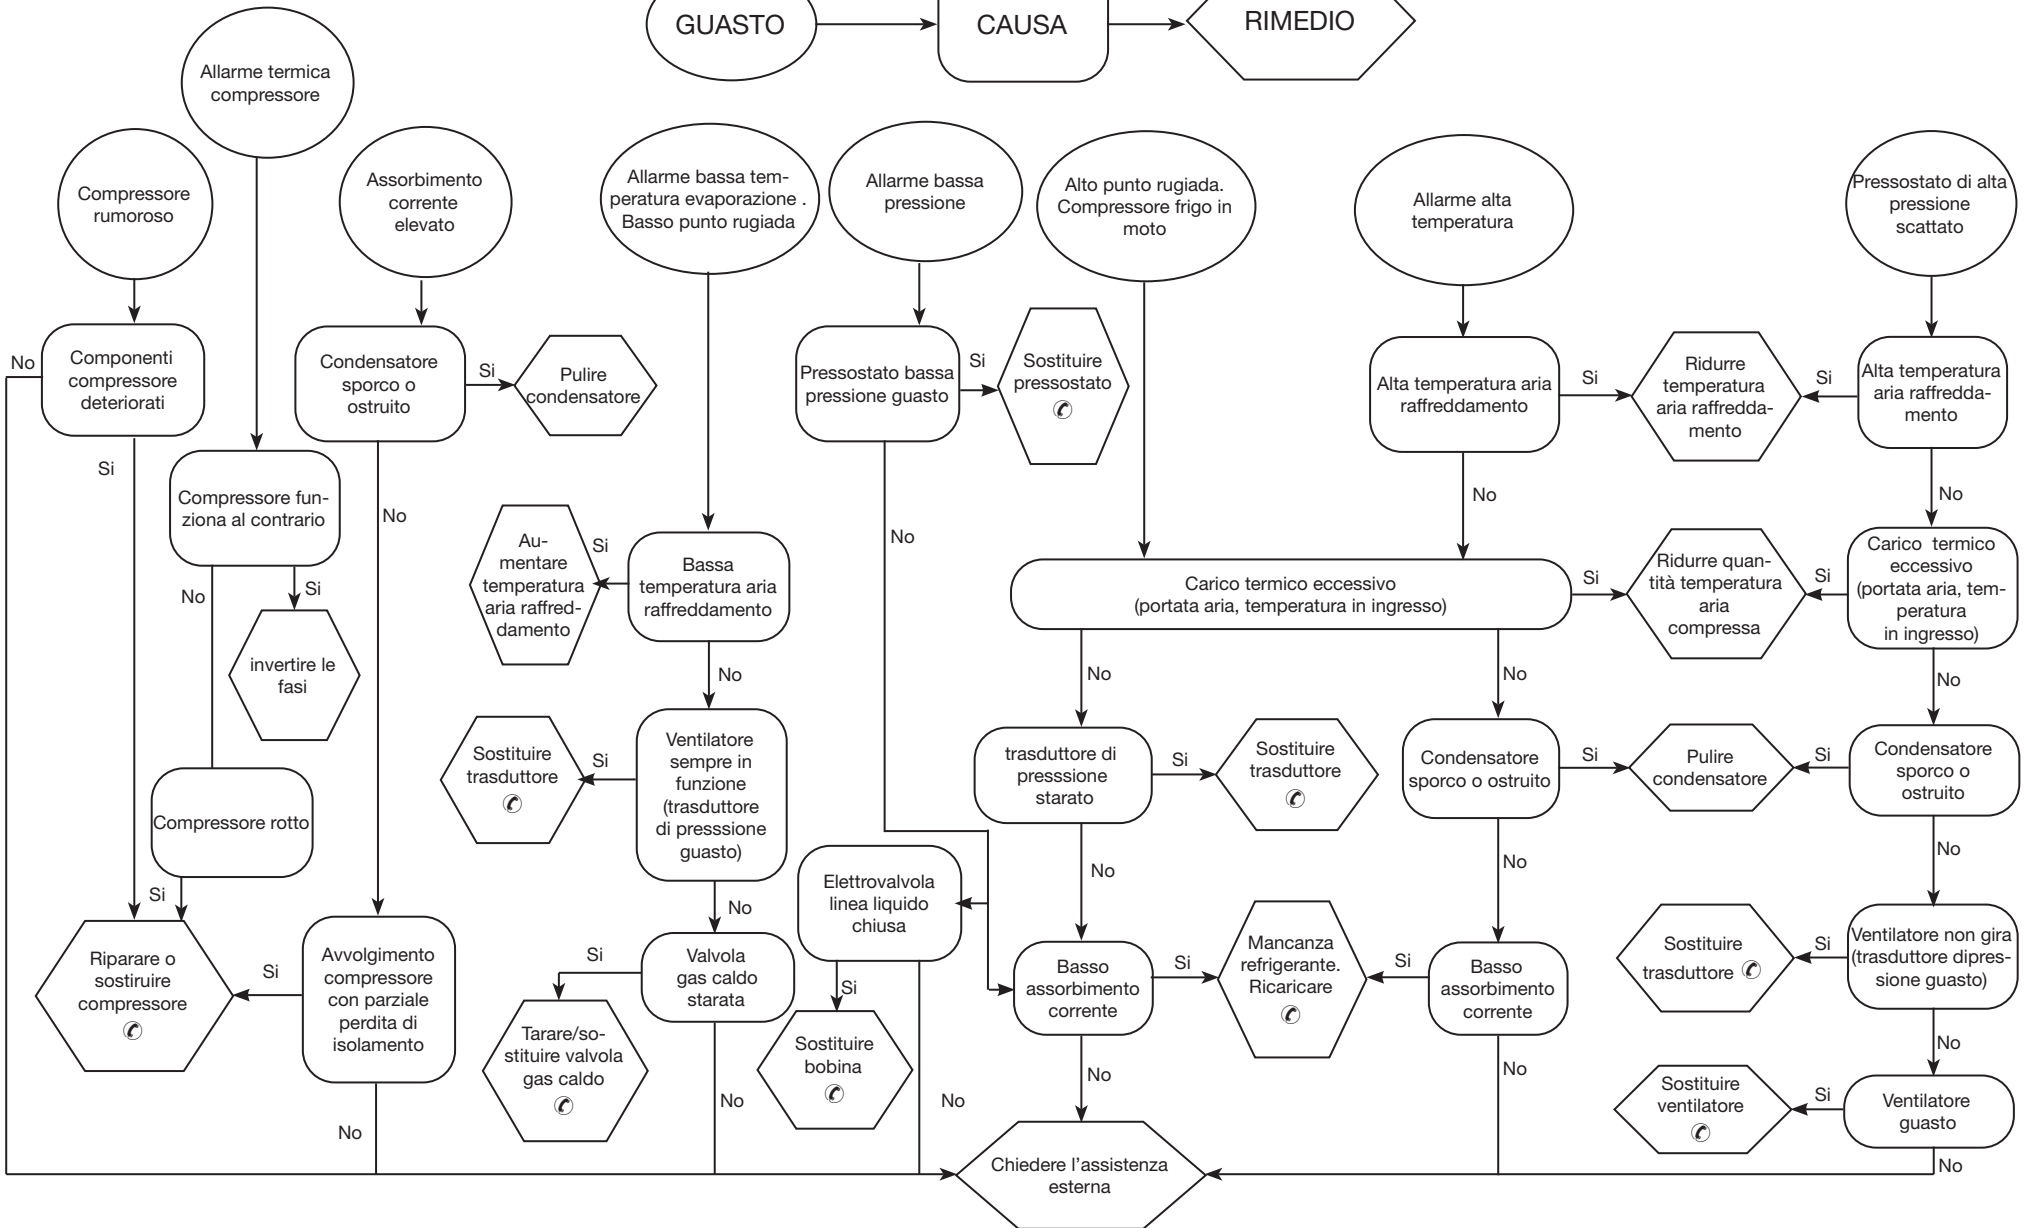 GUASTO
CAUSA
RIMEDIO
Allarme termica
compressore
Compressore
rumoroso
Assorbimento
corrente
elevato
Allarme bassa tem-
peratura evaporazione .
Basso punto rugiada
Allarme bassa
pressione
Alto punto rugiada.
Compressore frigo in
moto
Allarme alta
temperatura
Pressostato di alta
pressione
scattato
No
Componenti
compressore
deteriorati
Si
Condensatore
sporco o
ostruito
Si
Pulire
condensatore
Pressostato bassa
pressione guasto
Si
Sostituire
pressostato
Alta temperatura aria
raffreddamento
Si
Ridurre
temperatura
aria raffredda-
mento
Si
Alta temperatura
aria raffredda-
mento
Compressore fun-
ziona al contrario
No
No
No
No
No
Si
invertire le
fasi
Au-
mentare
temperatura
aria raffred-
damento
Si
Bassa
temperatura aria
raffreddamento
Carico termico eccessivo
(portata aria, temperatura in ingresso)
Si
Ridurre quan-
tità temperatura
aria
compressa
Si
Carico termico
eccessivo
(portata aria, tem-
peratura
in ingresso)
No
No
No
No
Compressore rotto
Si
Sostituire
trasduttore
Si
Ventilatore
sempre in
funzione
(trasduttore
di presssione
guasto)
trasduttore di
presssione
starato
Si
Sostituire
trasduttore
Condensatore
sporco o ostruito
Si
Pulire
condensatore
Si
Condensatore
sporco o
ostruito
No
No
No
No
Riparare o
sostiruire
compressore
Si
Avvolgimento
compressore
con parziale
perdita di
isolamento
Si
Valvola
gas caldo
starata
Tarare/so-
stituire valvola
gas caldo
Elettrovalvola
linea liquido
chiusa
Si
Sostituire
bobina
Basso
assorbimento
corrente
Si
Mancanza
refrigerante.
Ricaricare
Si
Basso
assorbimento
corrente
Sostituire
trasduttore
Si
Ventilatore non gira
(trasduttore dipres-
sione guasto)
No
Sostituire
ventilatore
Si
Ventilatore
guasto
No
No
No
No
No
No
Chiedere l'assistenza
esterna